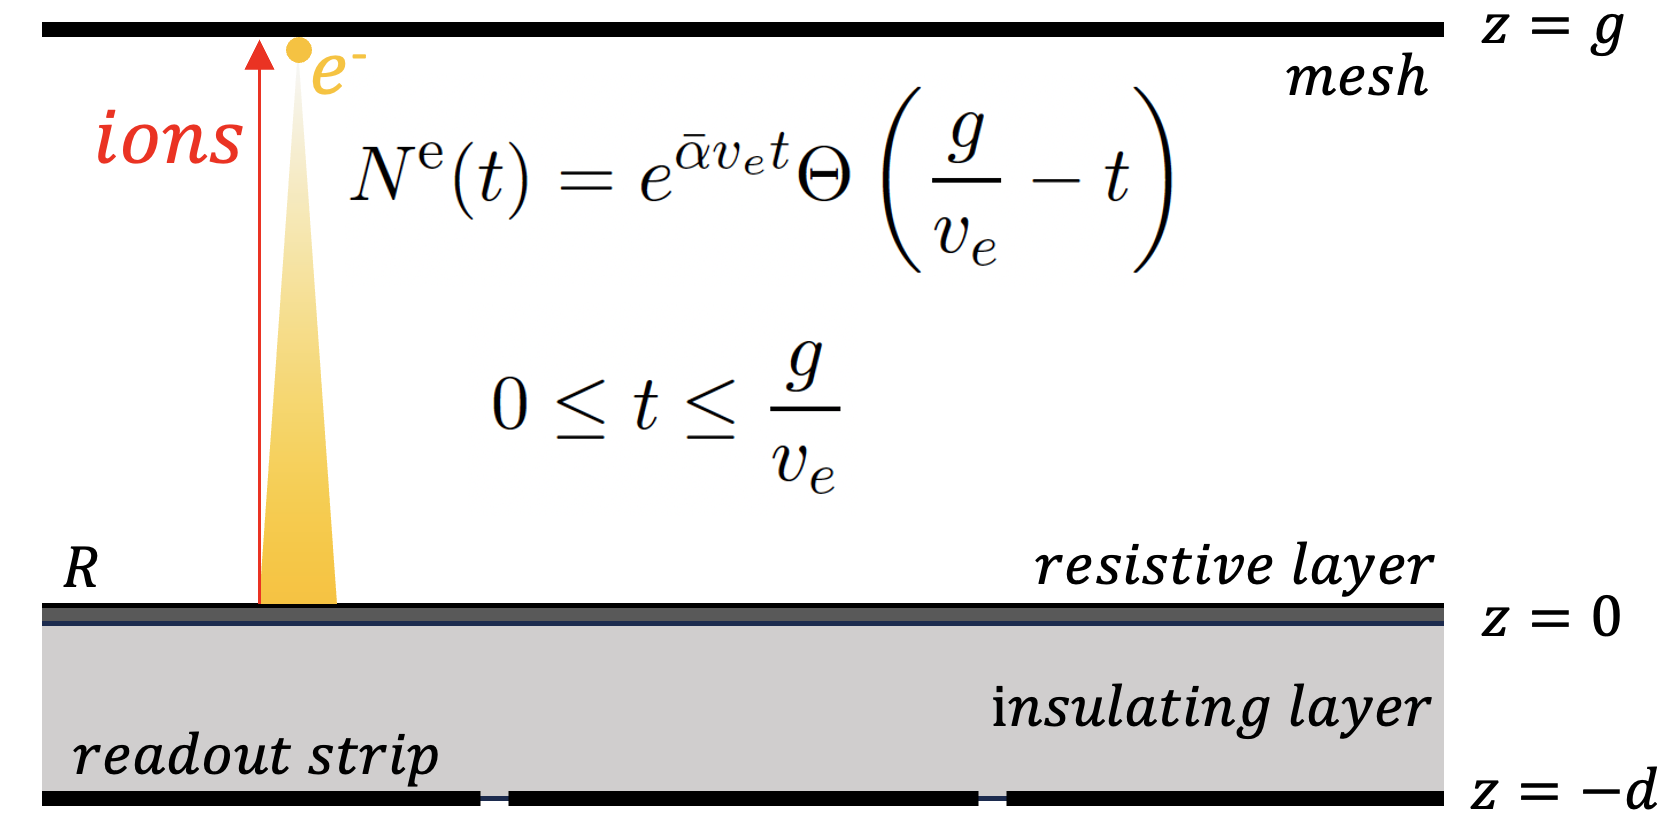 z = g
mesh
e⁻
ions
Nᵉ(t) = e^{ᾱvₑt} Θ(g/vₑ − t)
0 ≤ t ≤ g/vₑ
R
resistive layer
z = 0
insulating layer
readout strip
z = −d